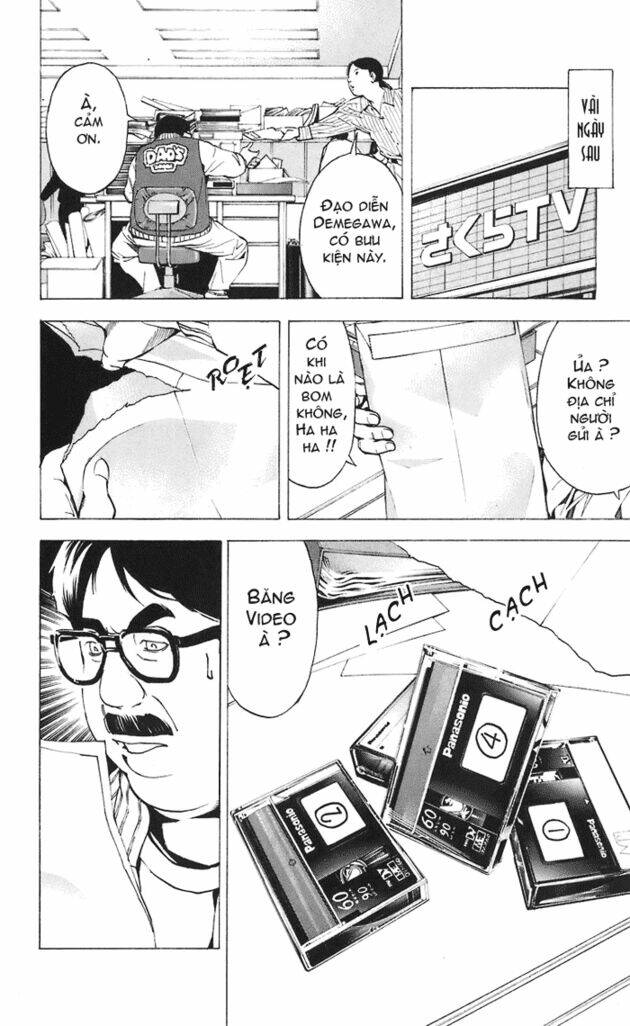 VÀI
NGÀY
SAU
さくらTV
ĐẠO DIỄN
DEMEGAWA,
CÓ BƯU
KIỆN NÀY.
À,
CẢM
ƠN.
DAO'S
ỦA ?
KHÔNG
ĐỊA CHỈ
NGƯỜI
GỬI À ?
CÓ
KHI
NÀO LÀ
BOM
KHÔNG,
HA HA
HA !!
ROẸT
BĂNG
VIDEO
À ?
LẠCH
CẠCH
Panasonic
4
60
90
Panasonic
2
60
90
Panasonic
1